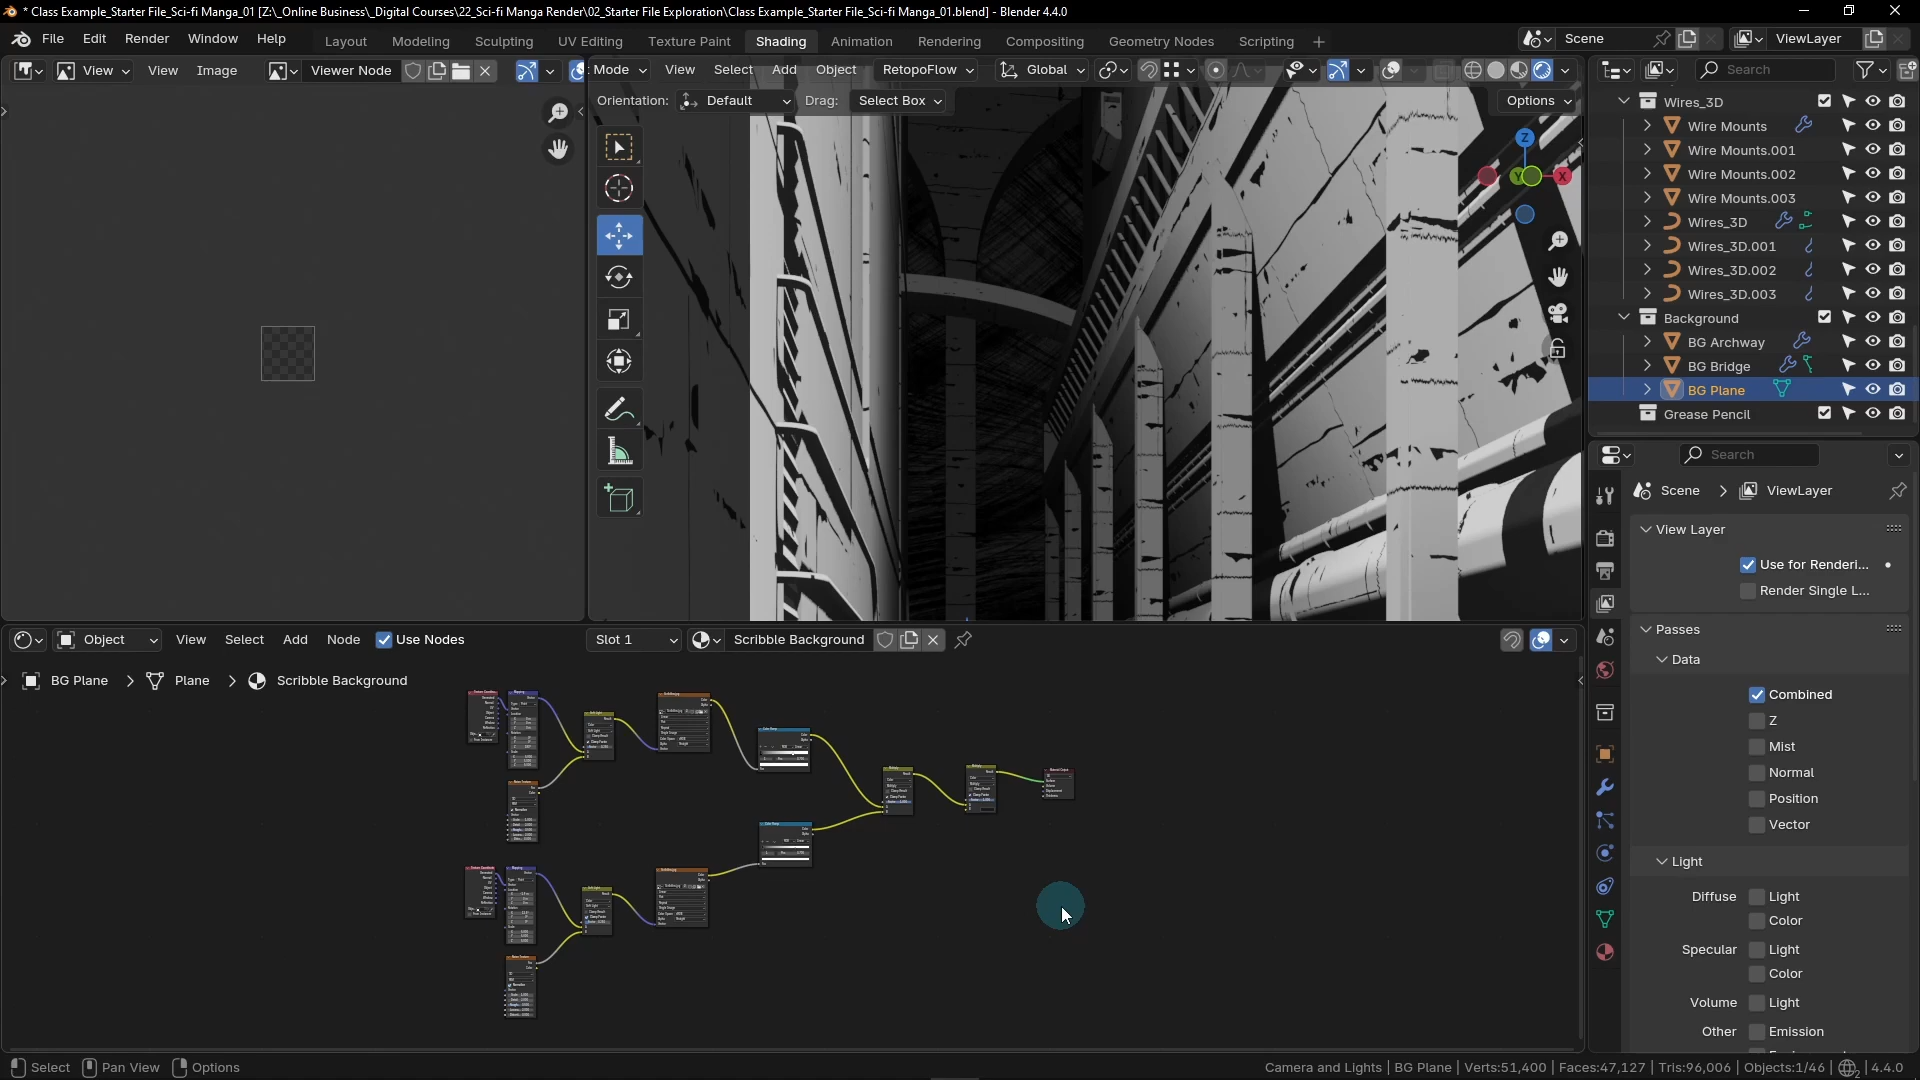 * Class Example_Starter File_Sci-fi Manga_01 [Z:\_Online Business\_Digital Courses\22_Sci-fi Manga Render\02_Starter File Exploration\Class Example_Starter File_Sci-fi Manga_01.blend] - Blender 4.4.0
File Edit Render Window Help Layout Modeling Sculpting UV Editing Texture Paint Shading Animation Rendering Compositing Geometry Nodes Scripting + Scene ViewLayer
View View Image Viewer Node Mode View Select Add Object RetopoFlow Global Search
Orientation: Default Drag: Select Box Options
Wires_3D
Wire Mounts
Wire Mounts.001
Wire Mounts.002
Wire Mounts.003
Wires_3D
Wires_3D.001
Wires_3D.002
Wires_3D.003
Background
BG Archway
BG Bridge
BG Plane
Grease Pencil
Z
X
Search
Scene ViewLayer
View Layer
Use for Renderi...
Render Single L...
Passes
Data
Combined
Z
Mist
Normal
Position
Vector
Light
Diffuse Light
Color
Specular Light
Color
Volume Light
Other Emission
Object View Select Add Node Use Nodes Slot 1 Scribble Background
BG Plane Plane Scribble Background
Select Pan View Options
Camera and Lights | BG Plane | Verts:51,400 | Faces:47,127 | Tris:96,006 | Objects:1/46 | 4.4.0